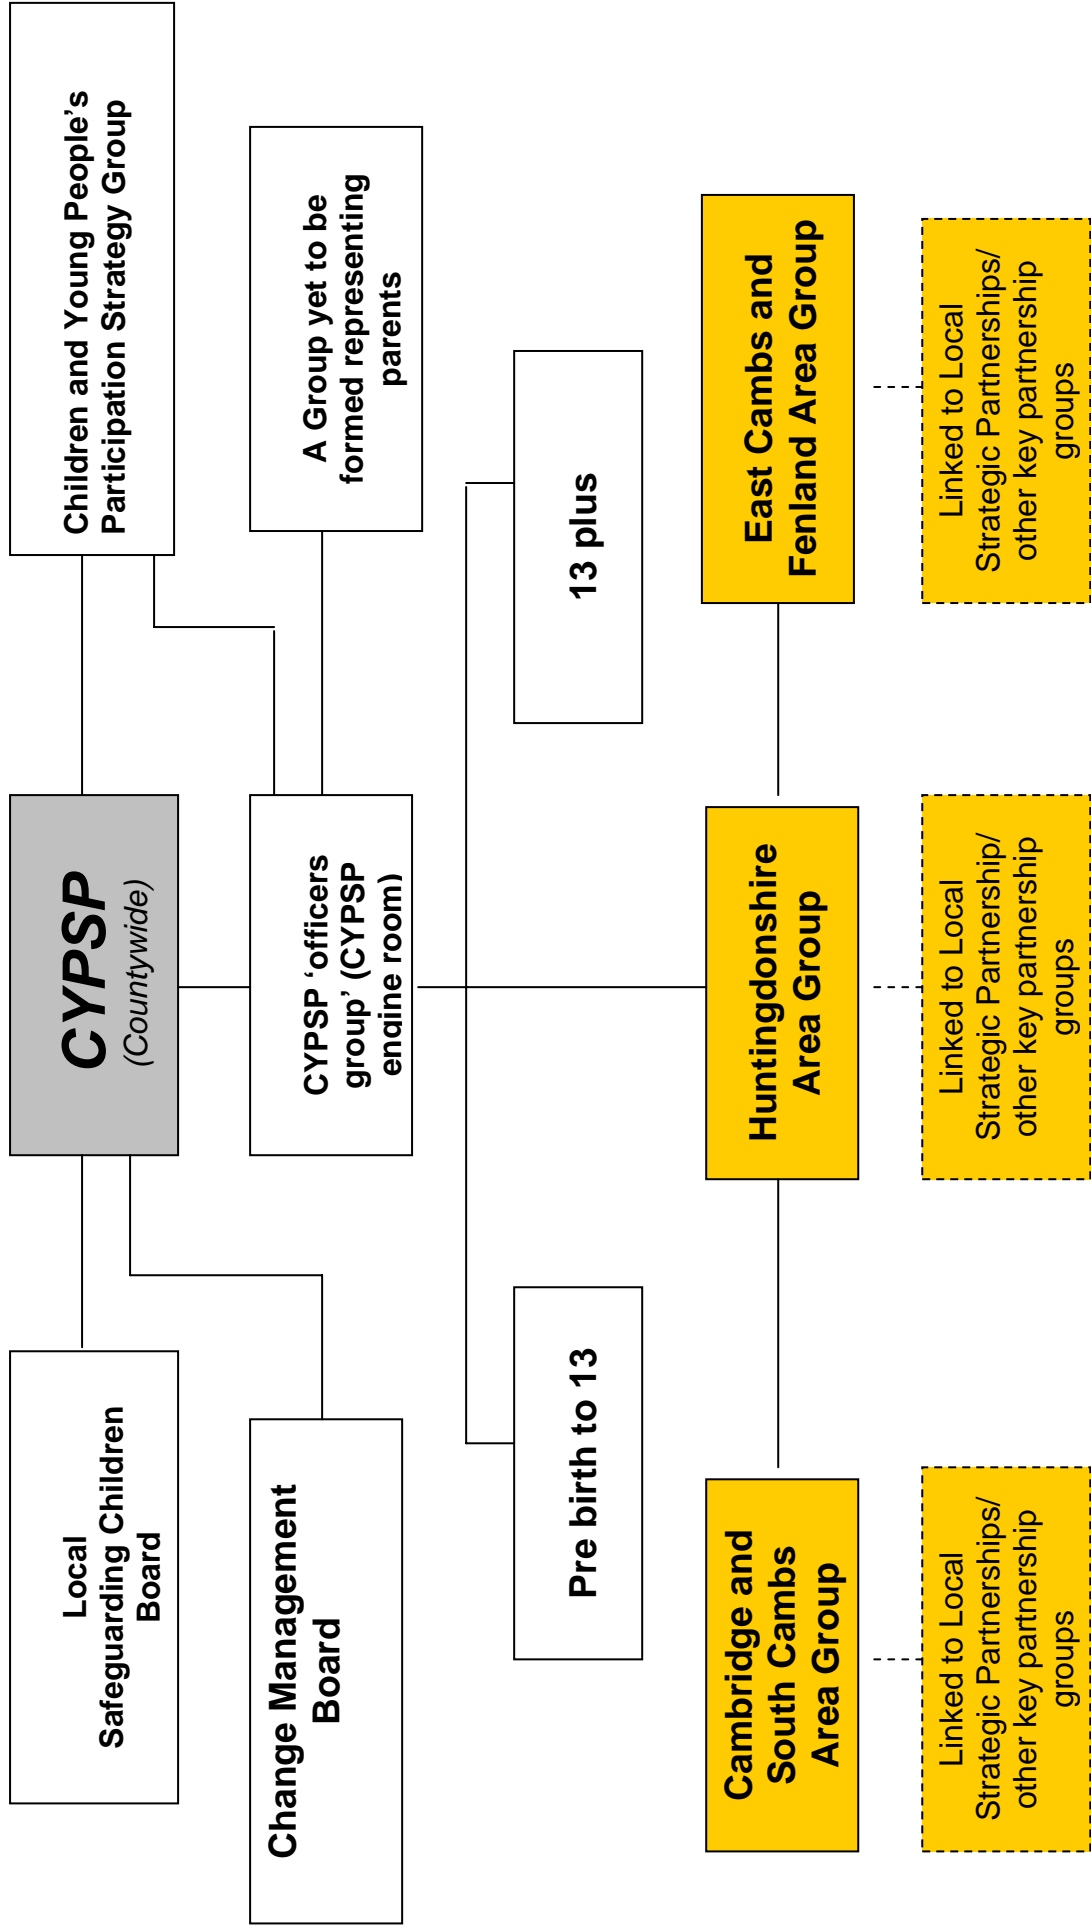 Local
Safeguarding Children
Board
CYPSP
(Countywide)
Children and Young People's
Participation Strategy Group
Change Management
Board
CYPSP ‘officers
group’ (CYPSP
engine room)
A Group yet to be
formed representing
parents
Pre birth to 13
13 plus
Cambridge and
South Cambs
Area Group
Huntingdonshire
Area Group
East Cambs and
Fenland Area Group
Linked to Local
Strategic Partnerships/
other key partnership
groups
Linked to Local
Strategic Partnership/
other key partnership
groups
Linked to Local
Strategic Partnerships/
other key partnership
groups